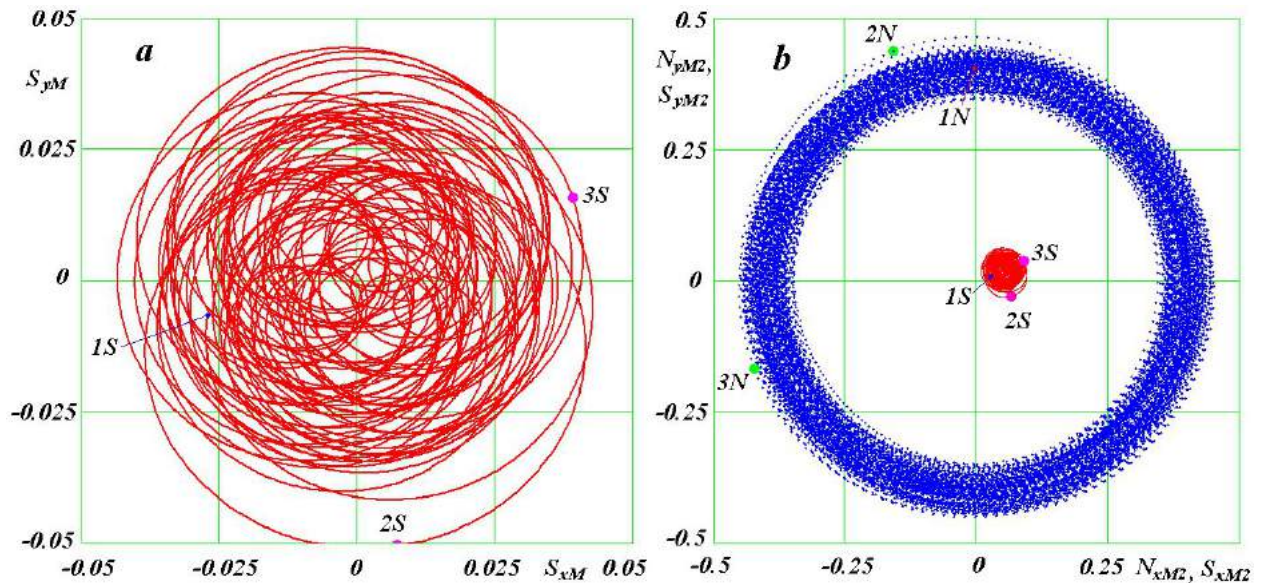 0.05
a
S_yM
0.025
3S
0
1S
-0.025
2S
-0.05
-0.05 -0.025 0 S_xM 0.05
0.025
0.5
2N
b
N_yM2,
S_yM2
1N
0.25
3S
0
1S
2S
3N
-0.25
-0.5
-0.5 -0.25 0 0.25 N_xM2, S_xM2